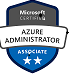 Microsoft
CERTIFIED
AZURE
ADMINISTRATOR
ASSOCIATE